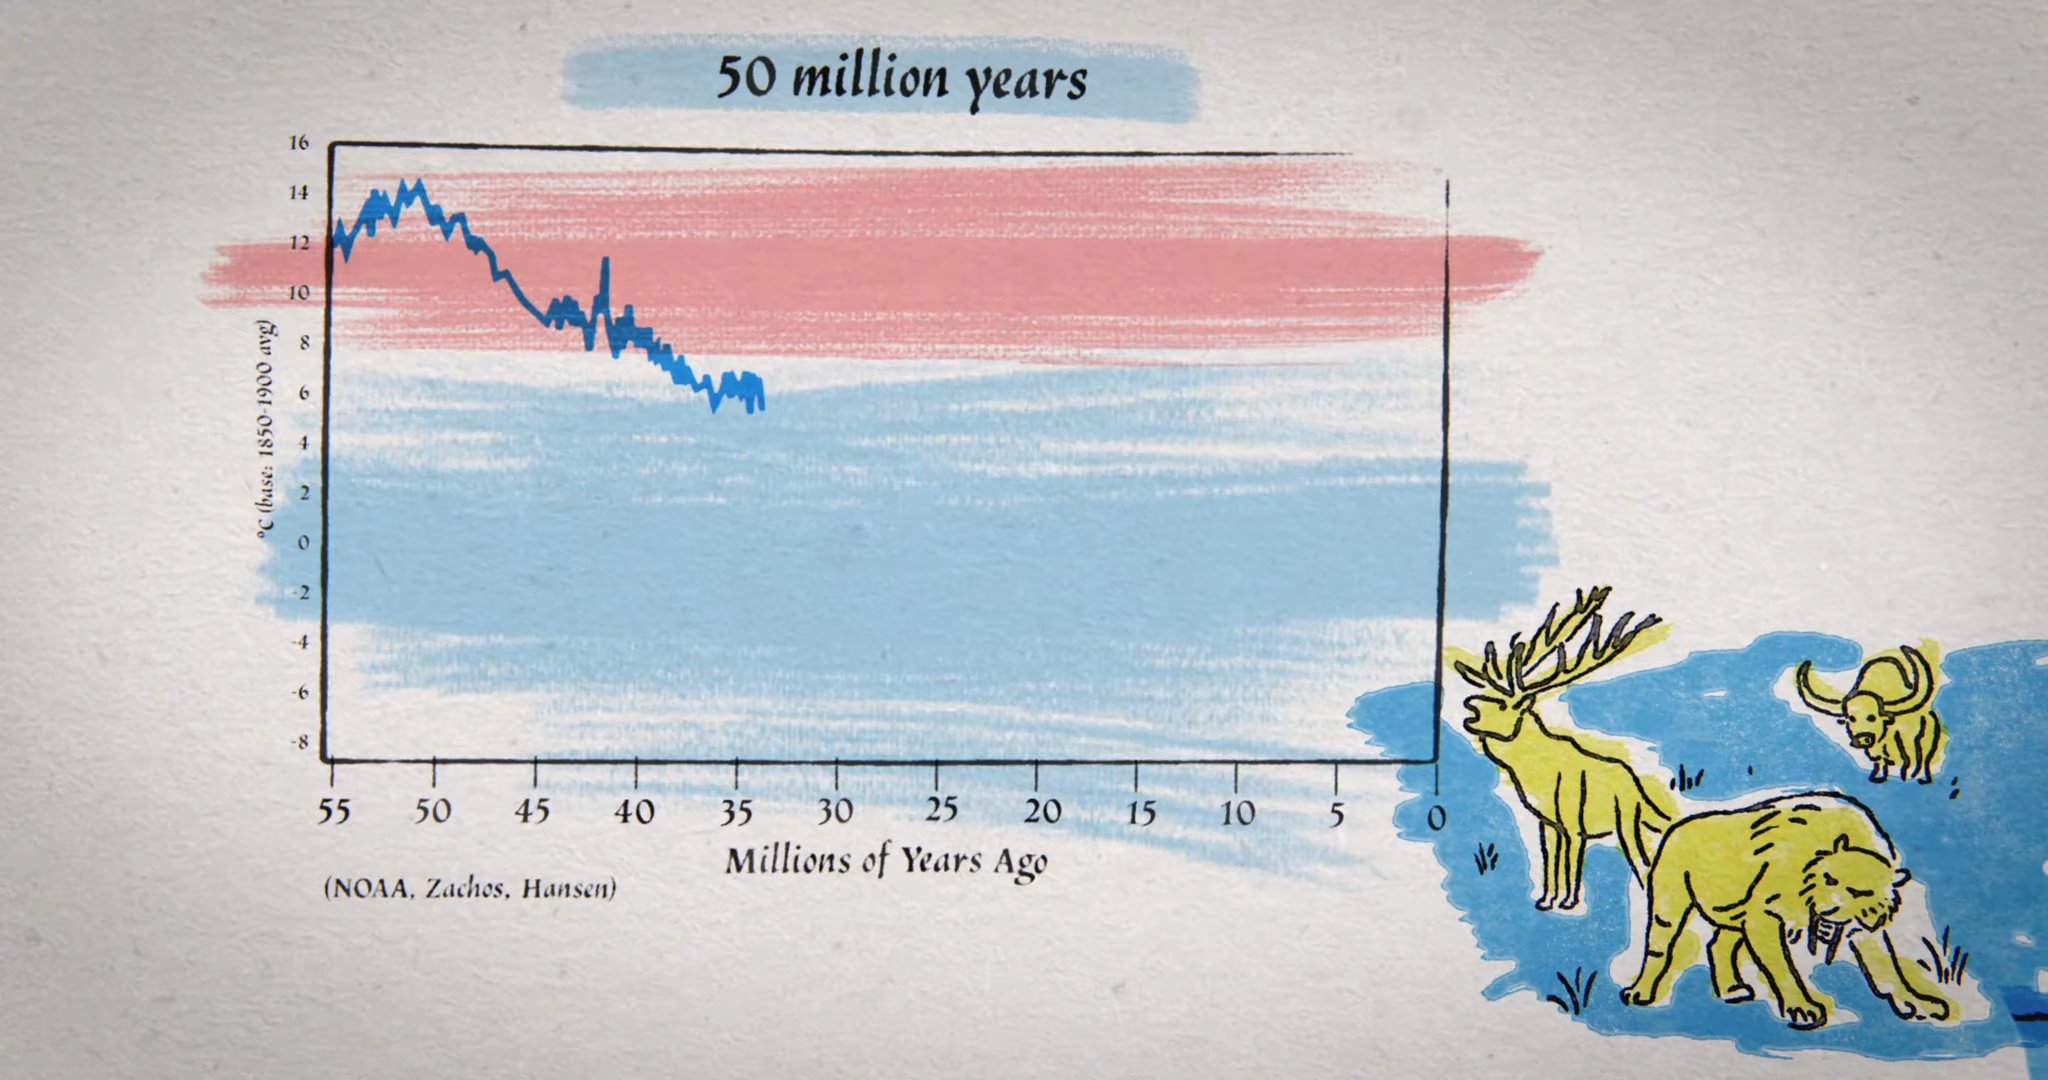 50 million years
16
14
12
10
8
6
4
2
0
-2
-4
-6
-8
°C (base: 1850-1900 avg)
55 50 45 40 35 30 25 20 15 10 5 0
Millions of Years Ago
(NOAA, Zachos, Hansen)